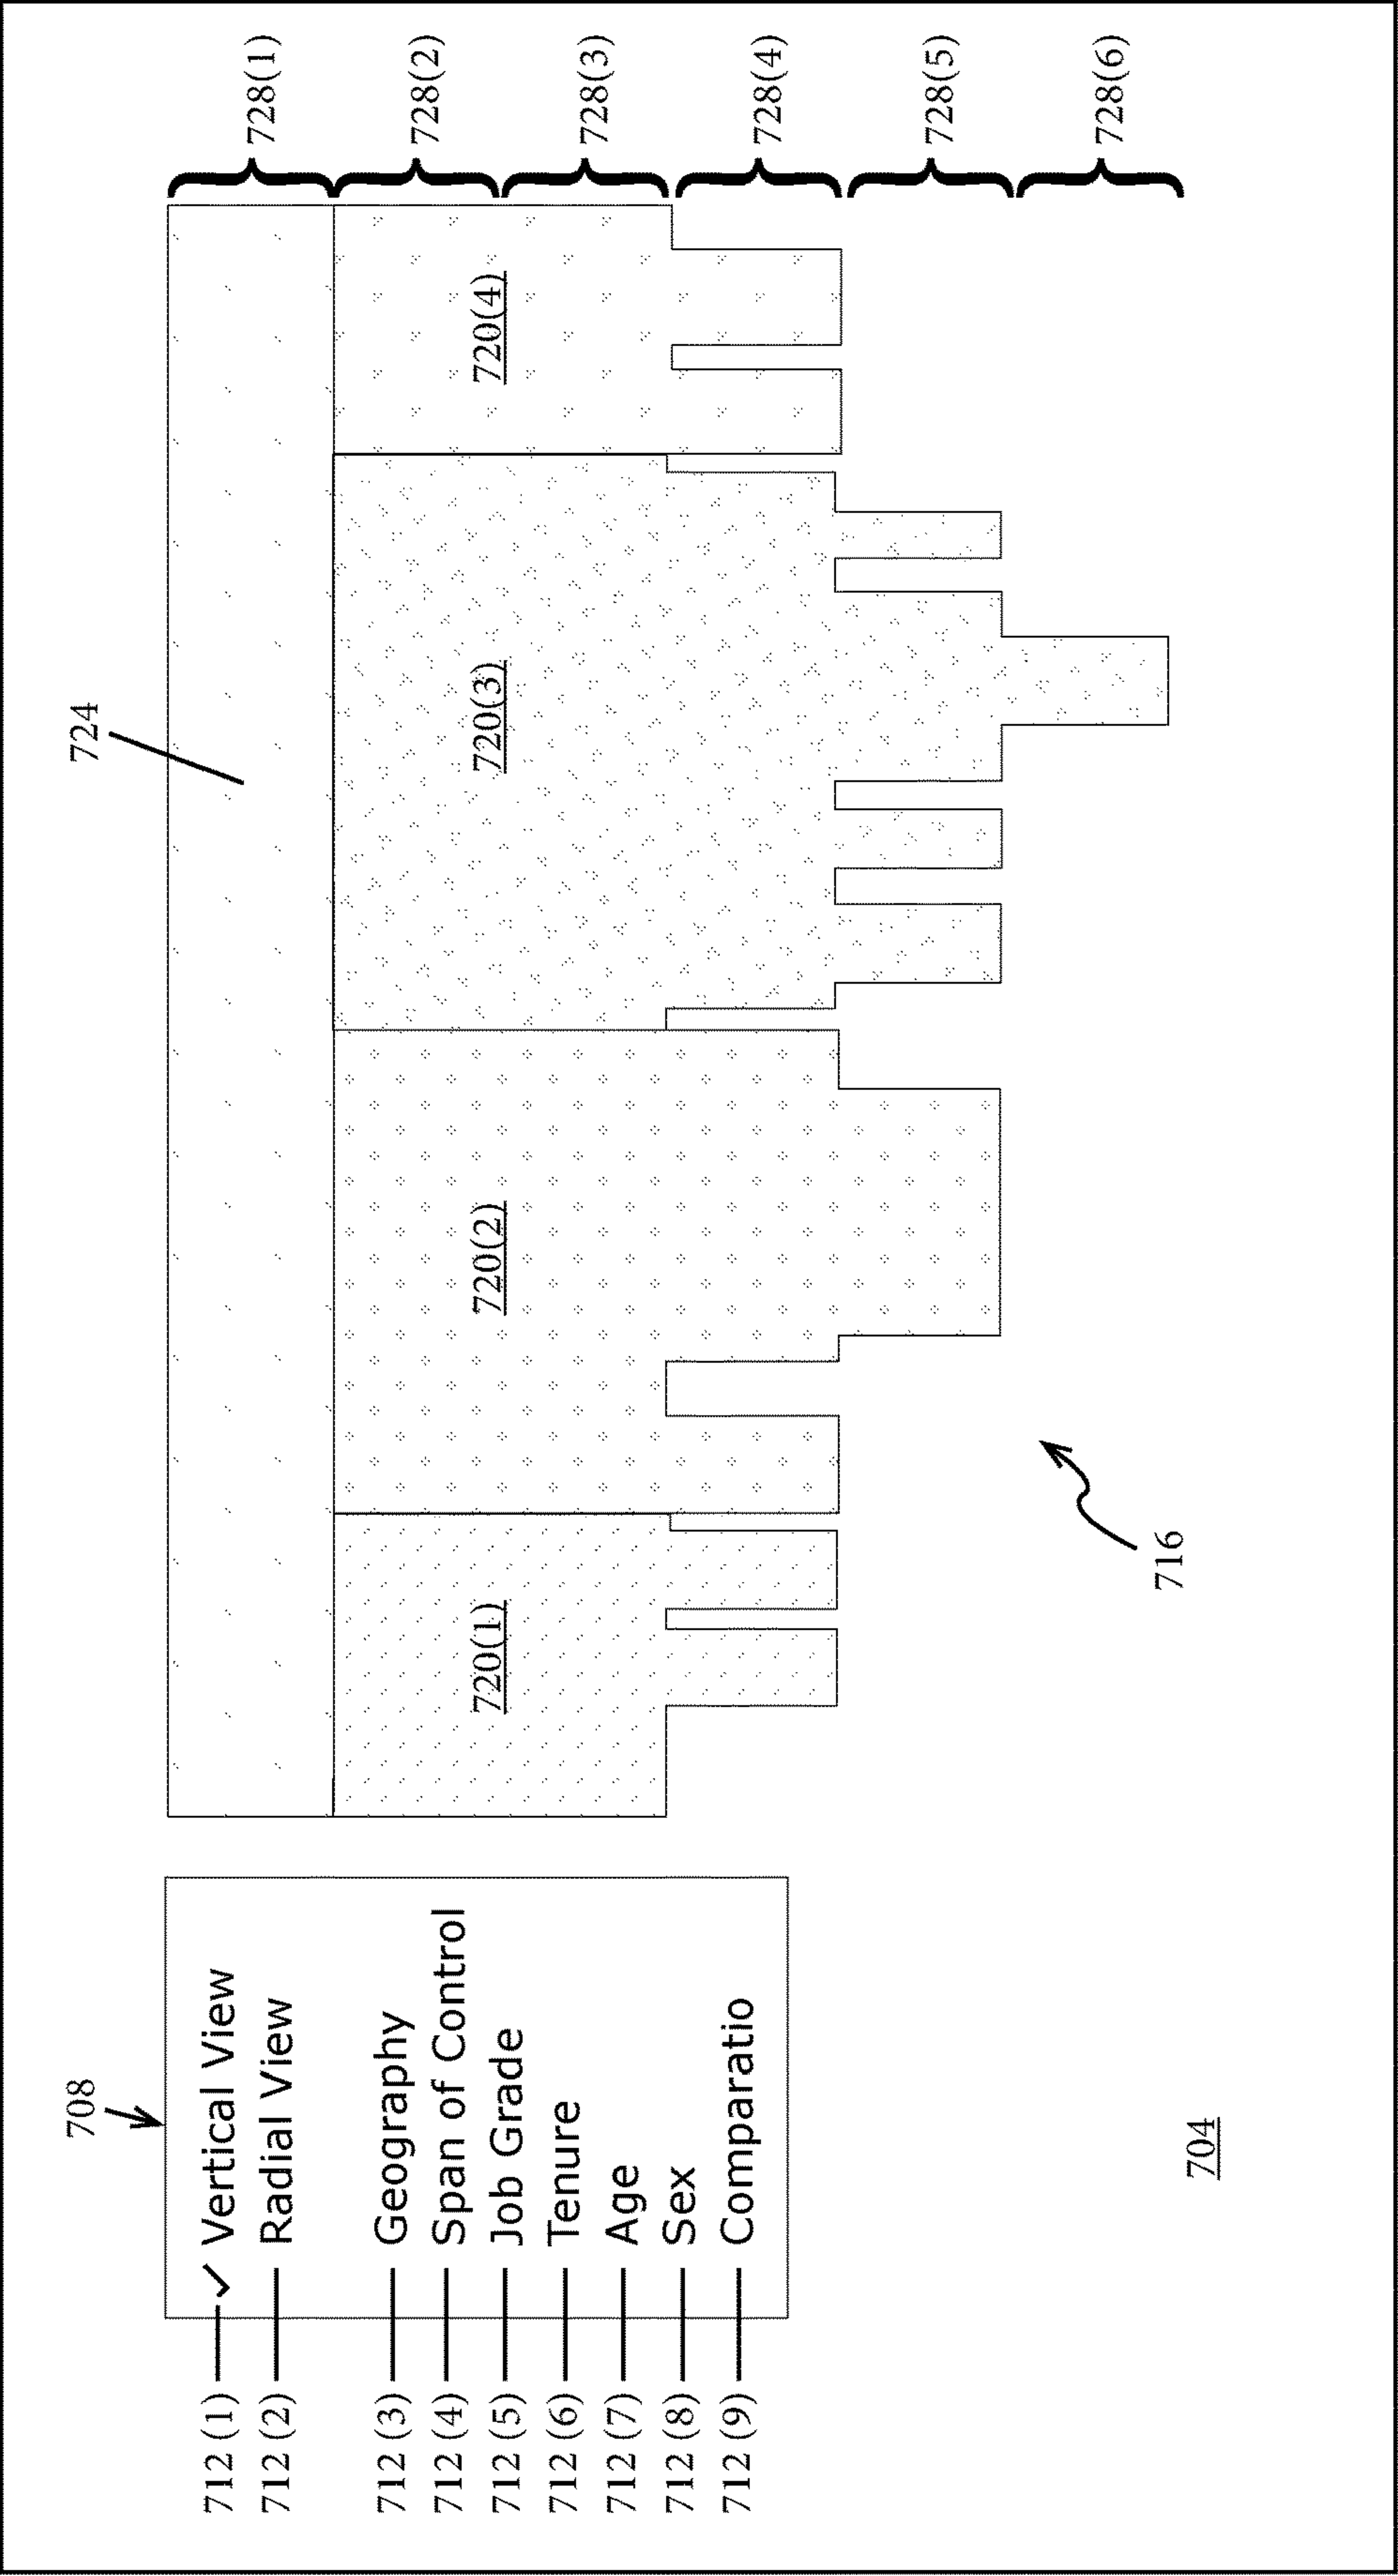 708
712 (1) ✓ Vertical View
712 (2) Radial View
712 (3) Geography
712 (4) Span of Control
712 (5) Job Grade
712 (6) Tenure
712 (7) Age
712 (8) Sex
712 (9) Comparatio
704
724
720(1)
720(2)
720(3)
720(4)
716
728(1)
728(2)
728(3)
728(4)
728(5)
728(6)